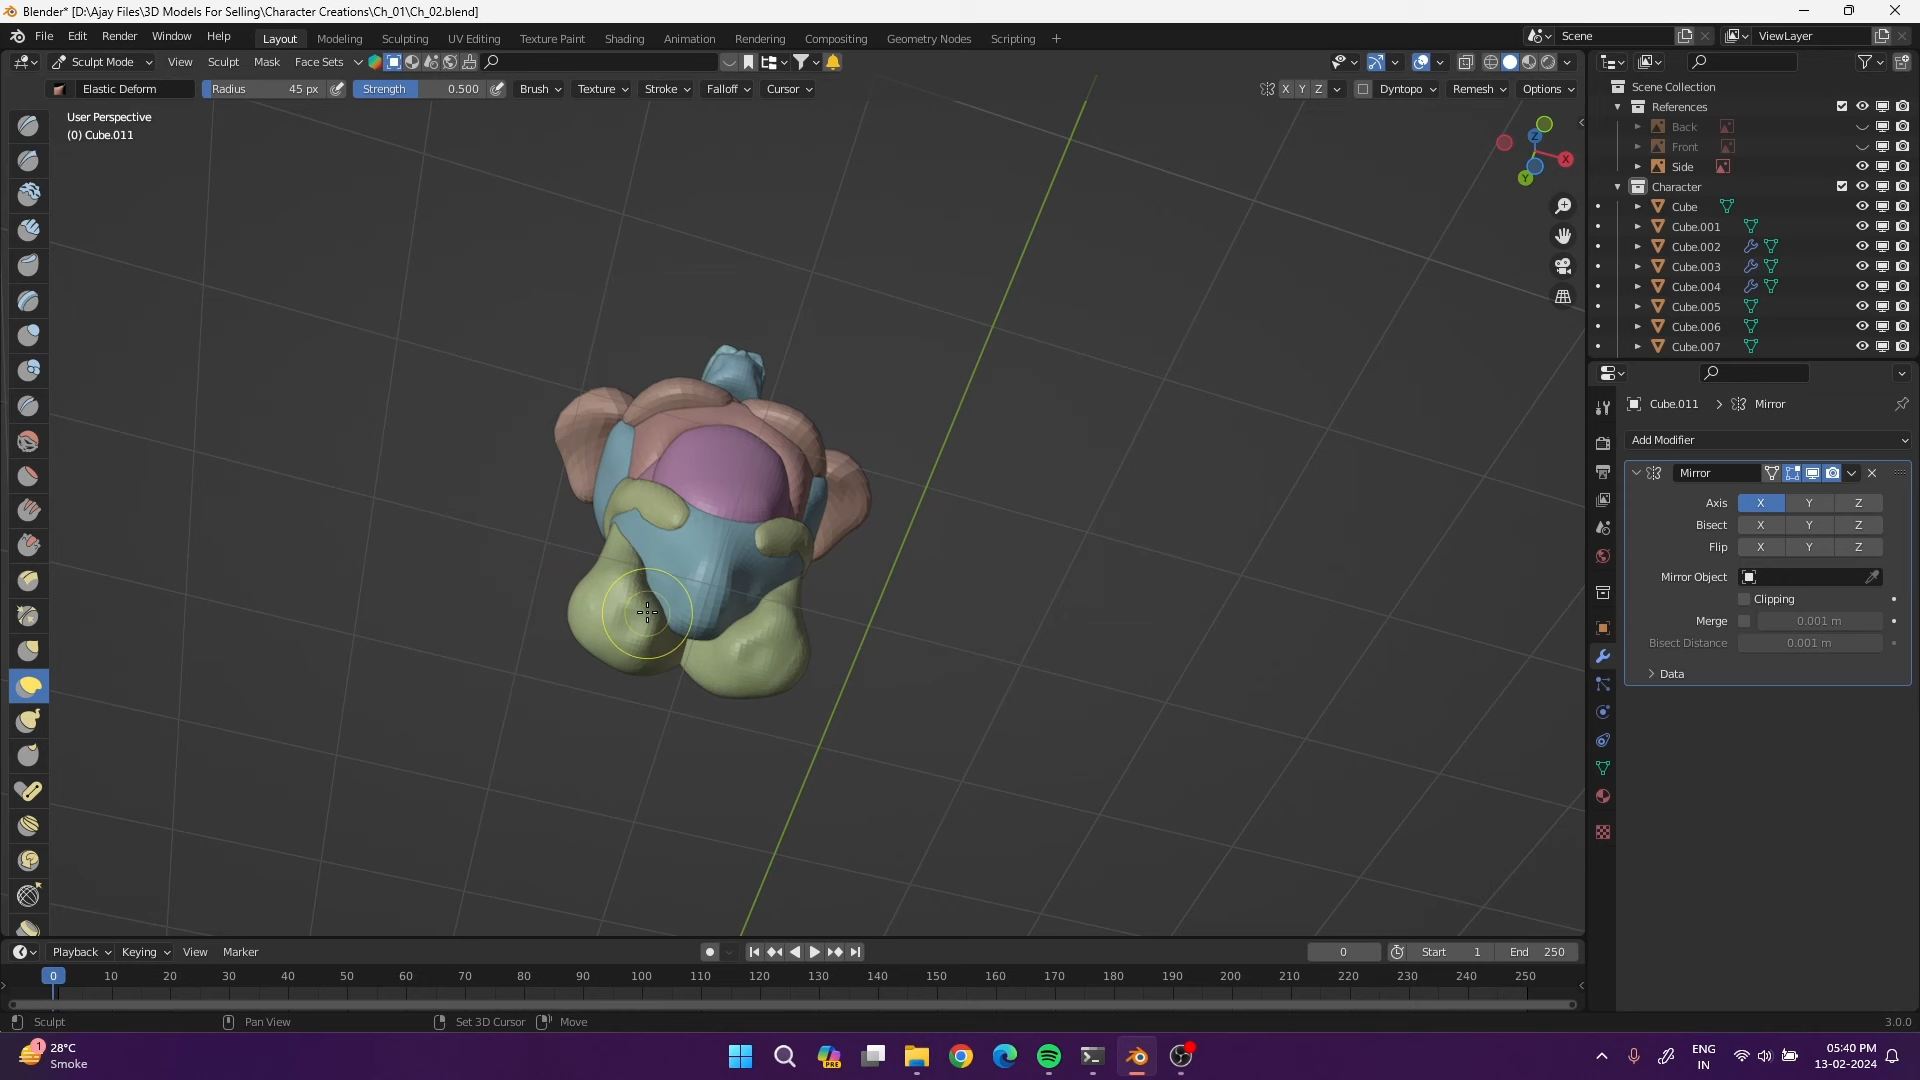 Blender* [D:\Ajay Files\3D Models For Selling\Character Creations\Ch_01\Ch_02.blend]
File Edit Render Window Help Layout Modeling Sculpting UV Editing Texture Paint Shading Animation Rendering Compositing Geometry Nodes Scripting + Scene ViewLayer
Sculpt Mode View Sculpt Mask Face Sets
Elastic Deform Radius 45 px Strength 0.500 Brush Texture Stroke Falloff Cursor X Y Z Dyntopo Remesh Options
User Perspective
(0) Cube.011
Z
X
Y
Scene Collection
References
Back
Front
Side
Character
Cube
Cube.001
Cube.002
Cube.003
Cube.004
Cube.005
Cube.006
Cube.007
Cube.011 > Mirror
Add Modifier
Mirror
Axis X Y Z
Bisect X Y Z
Flip X Y Z
Mirror Object
Clipping
Merge 0.001 m
Bisect Distance 0.001 m
Data
Playback Keying View Marker 0 Start 1 End 250
0 10 20 30 40 50 60 70 80 90 100 110 120 130 140 150 160 170 180 190 200 210 220 230 240 250
Sculpt Pan View Set 3D Cursor Move 3.0.0
1 28°C
Smoke
PRE
ENG
IN
05:40 PM
13-02-2024